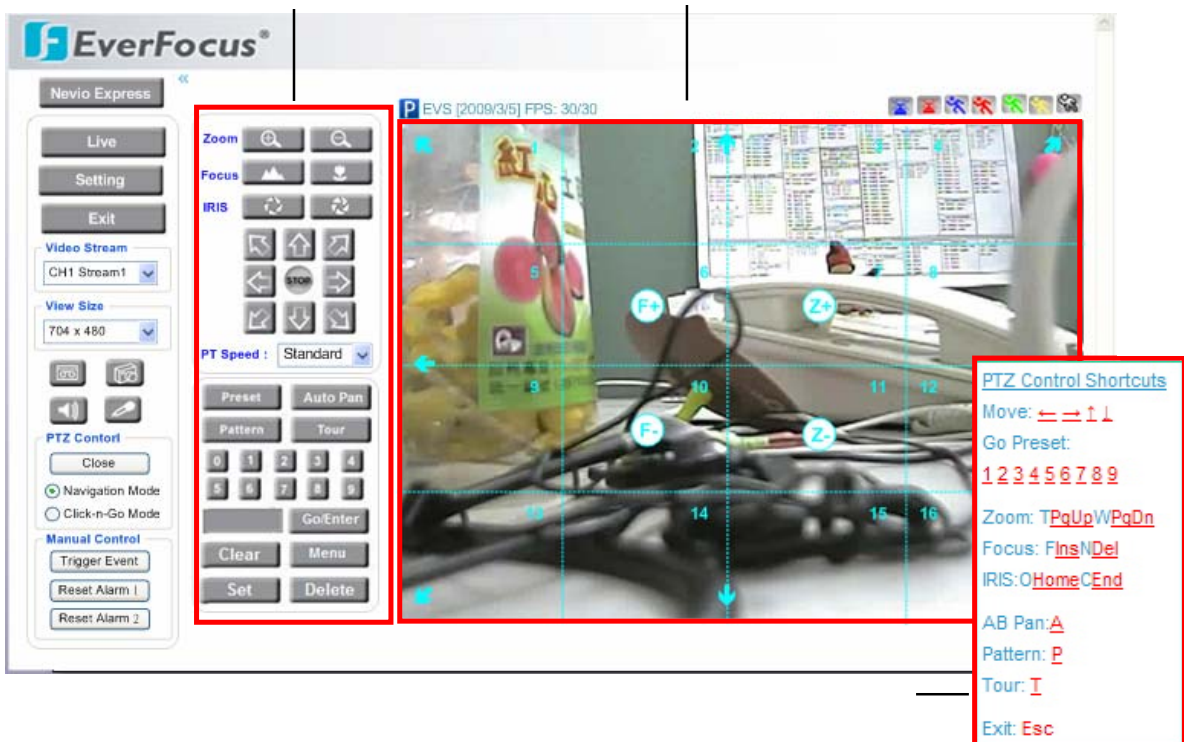 EverFocus®
Nevio Express
«
Live
Setting
Exit
Video Stream
CH1 Stream1
View Size
704 x 480
PTZ Contorl
Close
Navigation Mode
Click-n-Go Mode
Manual Control
Trigger Event
Reset Alarm 1
Reset Alarm 2
Zoom
Focus
IRIS
STOP
PT Speed : Standard
Preset Auto Pan
Pattern Tour
0 1 2 3 4
5 6 7 8 9
Go/Enter
Clear Menu
Set Delete
P EVS [2009/3/5] FPS: 30/30
1 2 3 4
紅心
5 6 7 8
F+ Z+
9 10 11 12
F- Z-
13 14 15 16
PTZ Control Shortcuts
Move: ← → ↑ ↓
Go Preset:
1 2 3 4 5 6 7 8 9
Zoom: TPgUpWPgDn
Focus: FInsNDel
IRIS:OHomeCEnd
AB Pan:A
Pattern: P
Tour: T
Exit: Esc